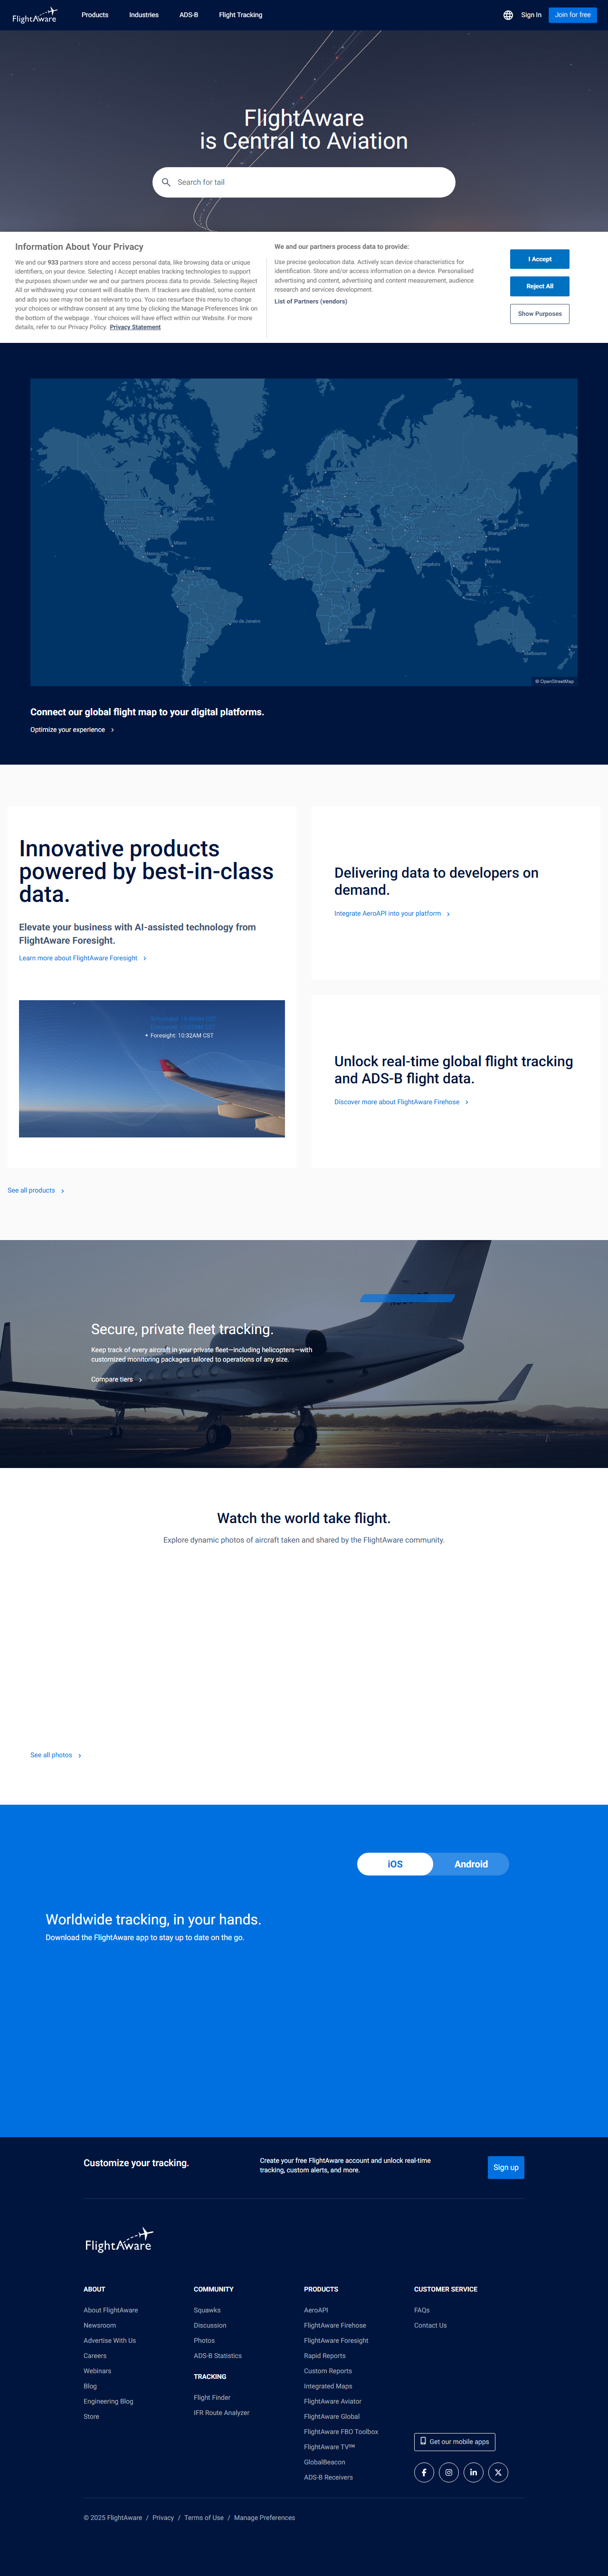 FlightAware
Products
Industries
ADS-B
Flight Tracking
Sign In
Join for free
FlightAware
is Central to Aviation
Search for tail
Information About Your Privacy
We and our 933 partners store and access personal data, like browsing data or unique
identifiers, on your device. Selecting I Accept enables tracking technologies to support
the purposes shown under we and our partners process data to provide. Selecting Reject
All or withdrawing your consent will disable them. If trackers are disabled, some content
and ads you see may not be as relevant to you. You can resurface this menu to change
your choices or withdraw consent at any time by clicking the Manage Preferences link on
the bottom of the webpage . Your choices will have effect within our Website. For more
details, refer to our Privacy Policy. Privacy Statement
We and our partners process data to provide:
Use precise geolocation data. Actively scan device characteristics for
identification. Store and/or access information on a device. Personalised
advertising and content, advertising and content measurement, audience
research and services development.
List of Partners (vendors)
I Accept
Reject All
Show Purposes
Miami
Caracas
Tokyo
Shanghai
Sydney
© OpenStreetMap
Connect our global flight map to your digital platforms.
Optimize your experience
Innovative products
powered by best-in-class
data.
Elevate your business with AI-assisted technology from
FlightAware Foresight.
Learn more about FlightAware Foresight
Foresight: 10:32AM CST
Delivering data to developers on
demand.
Integrate AeroAPI into your platform
Unlock real-time global flight tracking
and ADS-B flight data.
Discover more about FlightAware Firehose
See all products
Secure, private fleet tracking.
Keep track of every aircraft in your private fleet—including helicopters—with
customized monitoring packages tailored to operations of any size.
Compare tiers
Watch the world take flight.
Explore dynamic photos of aircraft taken and shared by the FlightAware community.
See all photos
iOS
Android
Worldwide tracking, in your hands.
Download the FlightAware app to stay up to date on the go.
Customize your tracking.
Create your free FlightAware account and unlock real-time
tracking, custom alerts, and more.
Sign up
FlightAware
ABOUT
About FlightAware
Newsroom
Advertise With Us
Careers
Webinars
Blog
Engineering Blog
Store
COMMUNITY
Squawks
Discussion
Photos
ADS-B Statistics
TRACKING
Flight Finder
IFR Route Analyzer
PRODUCTS
AeroAPI
FlightAware Firehose
FlightAware Foresight
Rapid Reports
Custom Reports
Integrated Maps
FlightAware Aviator
FlightAware Global
FlightAware FBO Toolbox
FlightAware TV℠
GlobalBeacon
ADS-B Receivers
CUSTOMER SERVICE
FAQs
Contact Us
Get our mobile apps
© 2025 FlightAware / Privacy / Terms of Use / Manage Preferences